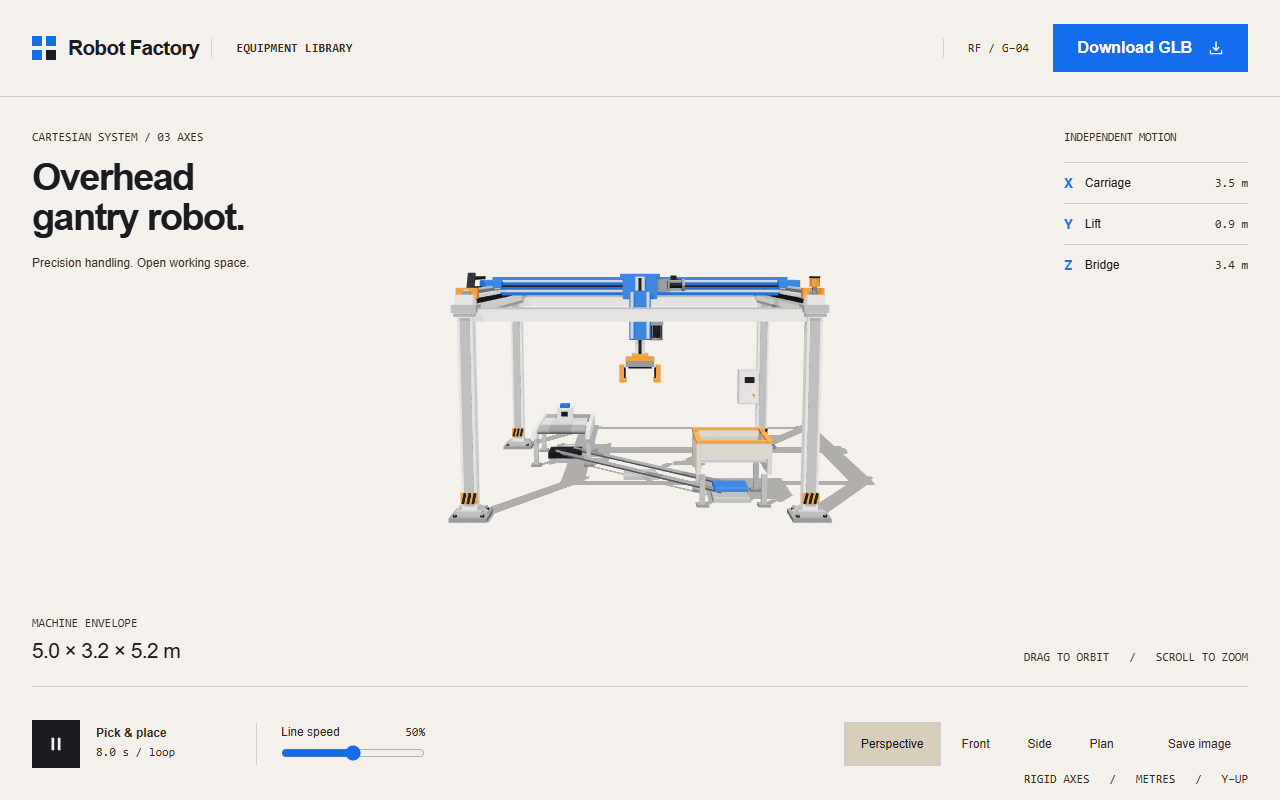 Robot Factory
EQUIPMENT LIBRARY
RF / G-04
Download GLB
CARTESIAN SYSTEM / 03 AXES
Overhead
gantry robot.
Precision handling. Open working space.
INDEPENDENT MOTION
X Carriage 3.5 m
Y Lift 0.9 m
Z Bridge 3.4 m
MACHINE ENVELOPE
5.0 × 3.2 × 5.2 m
DRAG TO ORBIT / SCROLL TO ZOOM
Pick & place
8.0 s / loop
Line speed 50%
Perspective Front Side Plan Save image
RIGID AXES / METRES / Y-UP